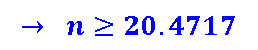 → n ≥ 20.4717